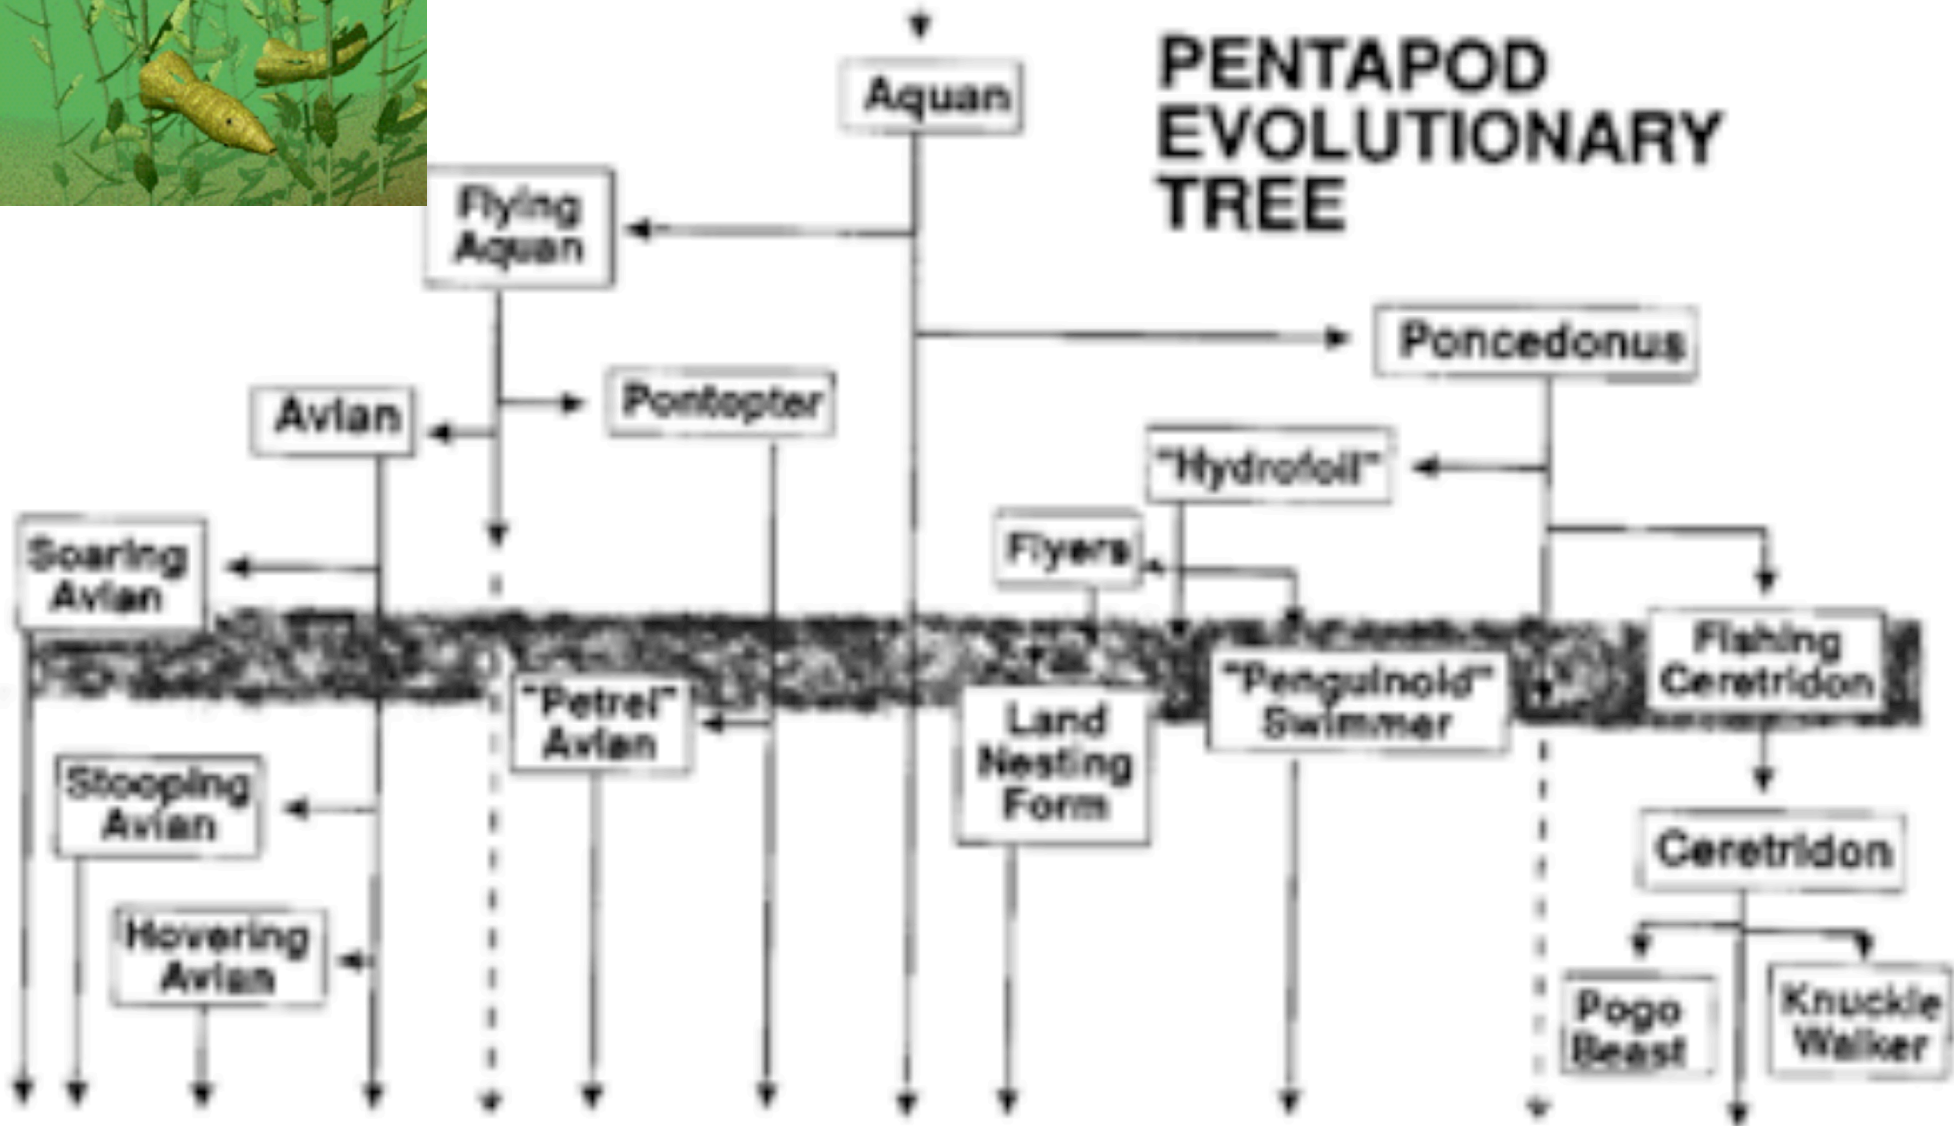 PENTAPOD
EVOLUTIONARY
TREE
Aquan
Flying
Aquan
Poncedonus
Avian
Pontopter
"Hydrofoil"
Flyers
Soaring
Avian
Fishing
Ceretridon
"Petrel"
Avian
Land
Nesting
Form
"Penguinoid"
Swimmer
Stooping
Avian
Ceretridon
Hovering
Avian
Pogo
Beast
Knuckle
Walker